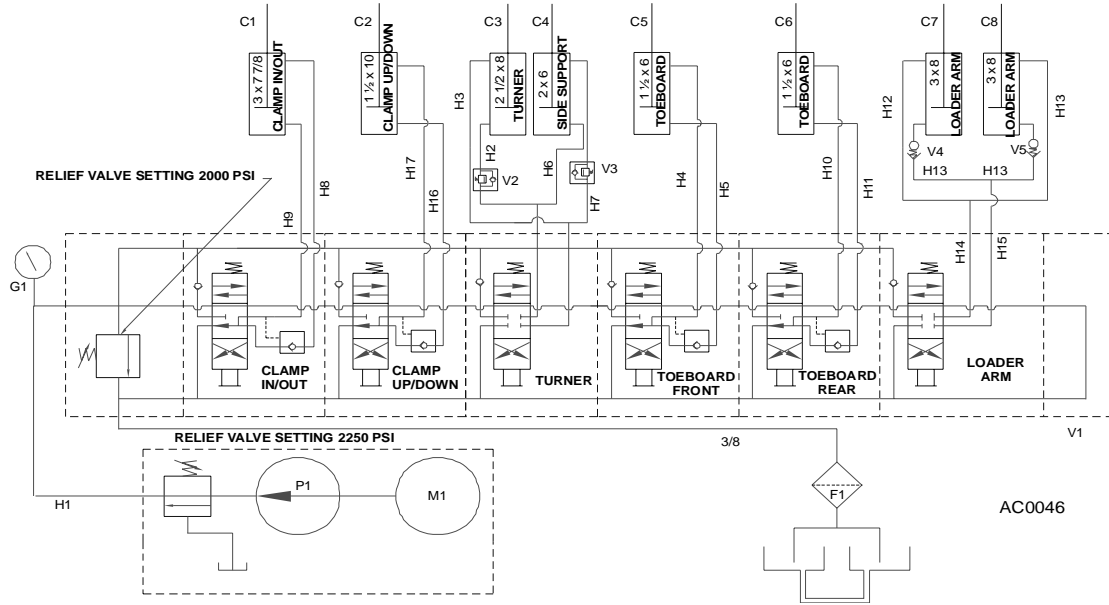 C1
C2
C3
C4
C5
C6
C7
C8
3 x 7 7/8
CLAMP IN/OUT
1 ½ x 10
CLAMP UP/DOWN
2 1/2 x 8
TURNER
2 x 6
SIDE SUPPORT
1 ½ x 6
TOEBOARD
1 ½ x 6
TOEBOARD
3 x 8
LOADER ARM
3 x 8
LOADER ARM
H3
H12
H13
H2
H6
V4
V5
RELIEF VALVE SETTING 2000 PSI
H8
H17
V2
V3
H4
H10
H13
H13
H9
H16
H7
H5
H11
H14
H15
G1
CLAMP
IN/OUT
CLAMP
UP/DOWN
TURNER
TOEBOARD
FRONT
TOEBOARD
REAR
LOADER
ARM
RELIEF VALVE SETTING 2250 PSI
3/8
V1
H1
P1
M1
F1
AC0046